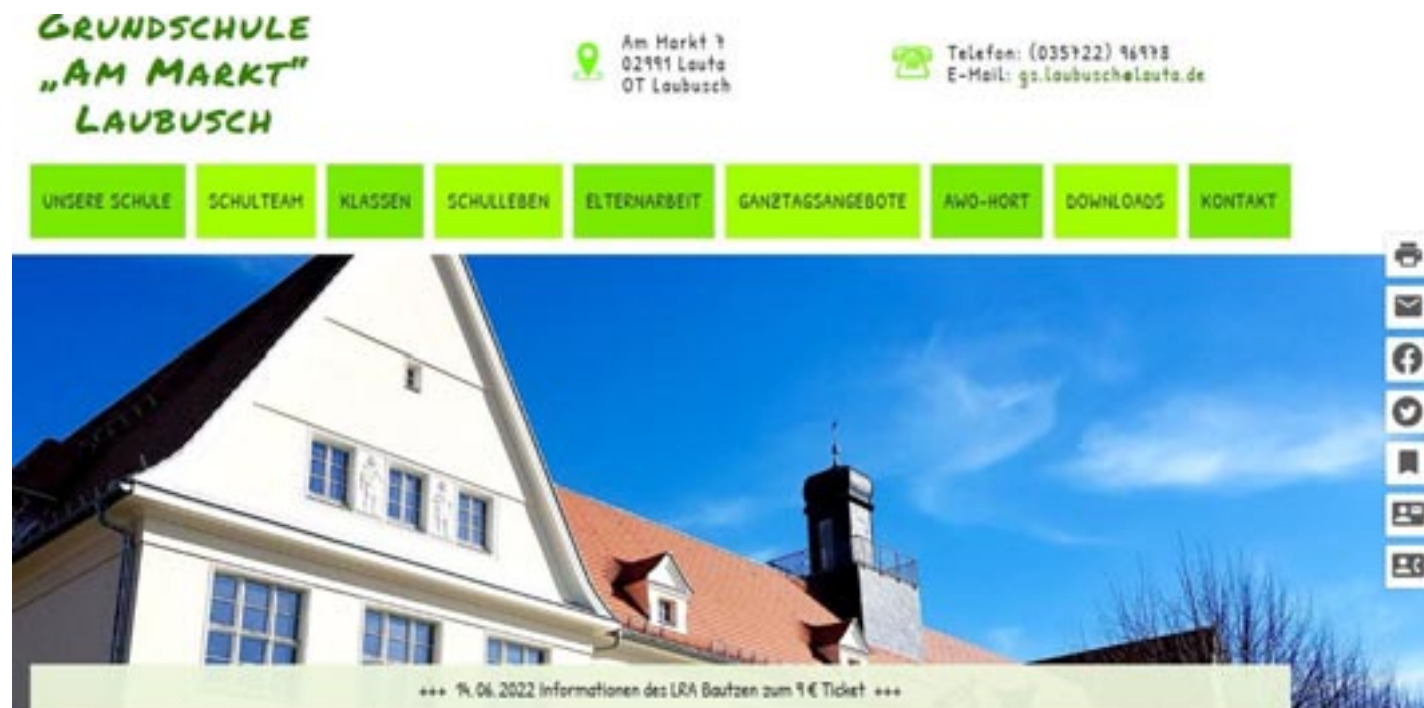 GRUNDSCHULE
„AM MARKT"
LAUBUSCH
Am Markt 7
02991 Lauta
OT Laubusch
Telefon: (035722) 96978
E-Mail: gs.laubusch@lauta.de
UNSERE SCHULE
SCHULTEAM
KLASSEN
SCHULLEBEN
ELTERNARBEIT
GANZTAGSANGEBOTE
AWO-HORT
DOWNLOADS
KONTAKT
+++ 14.06.2022 Informationen des LRA Bautzen zum 9 € Ticket +++